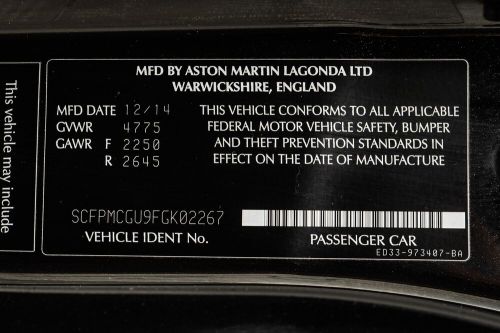 This vehicle may include
MFD BY ASTON MARTIN LAGONDA LTD
WARWICKSHIRE, ENGLAND
MFD DATE 12/14
GVWR 4775
GAWR F 2250
R 2645
THIS VEHICLE CONFORMS TO ALL APPLICABLE
FEDERAL MOTOR VEHICLE SAFETY, BUMPER
AND THEFT PREVENTION STANDARDS IN
EFFECT ON THE DATE OF MANUFACTURE
SCFPMCGU9FGK02267
VEHICLE IDENT No.
PASSENGER CAR
ED33-973407-BA